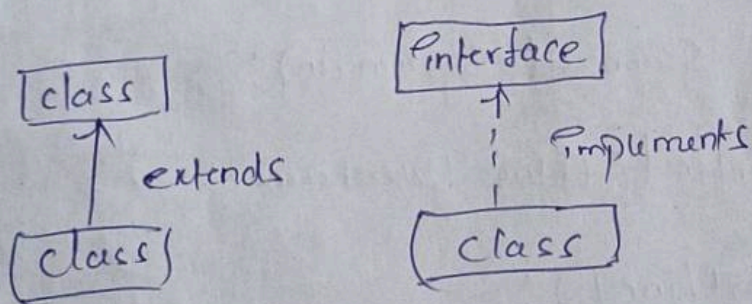 interface
class
implements
extends
class
class